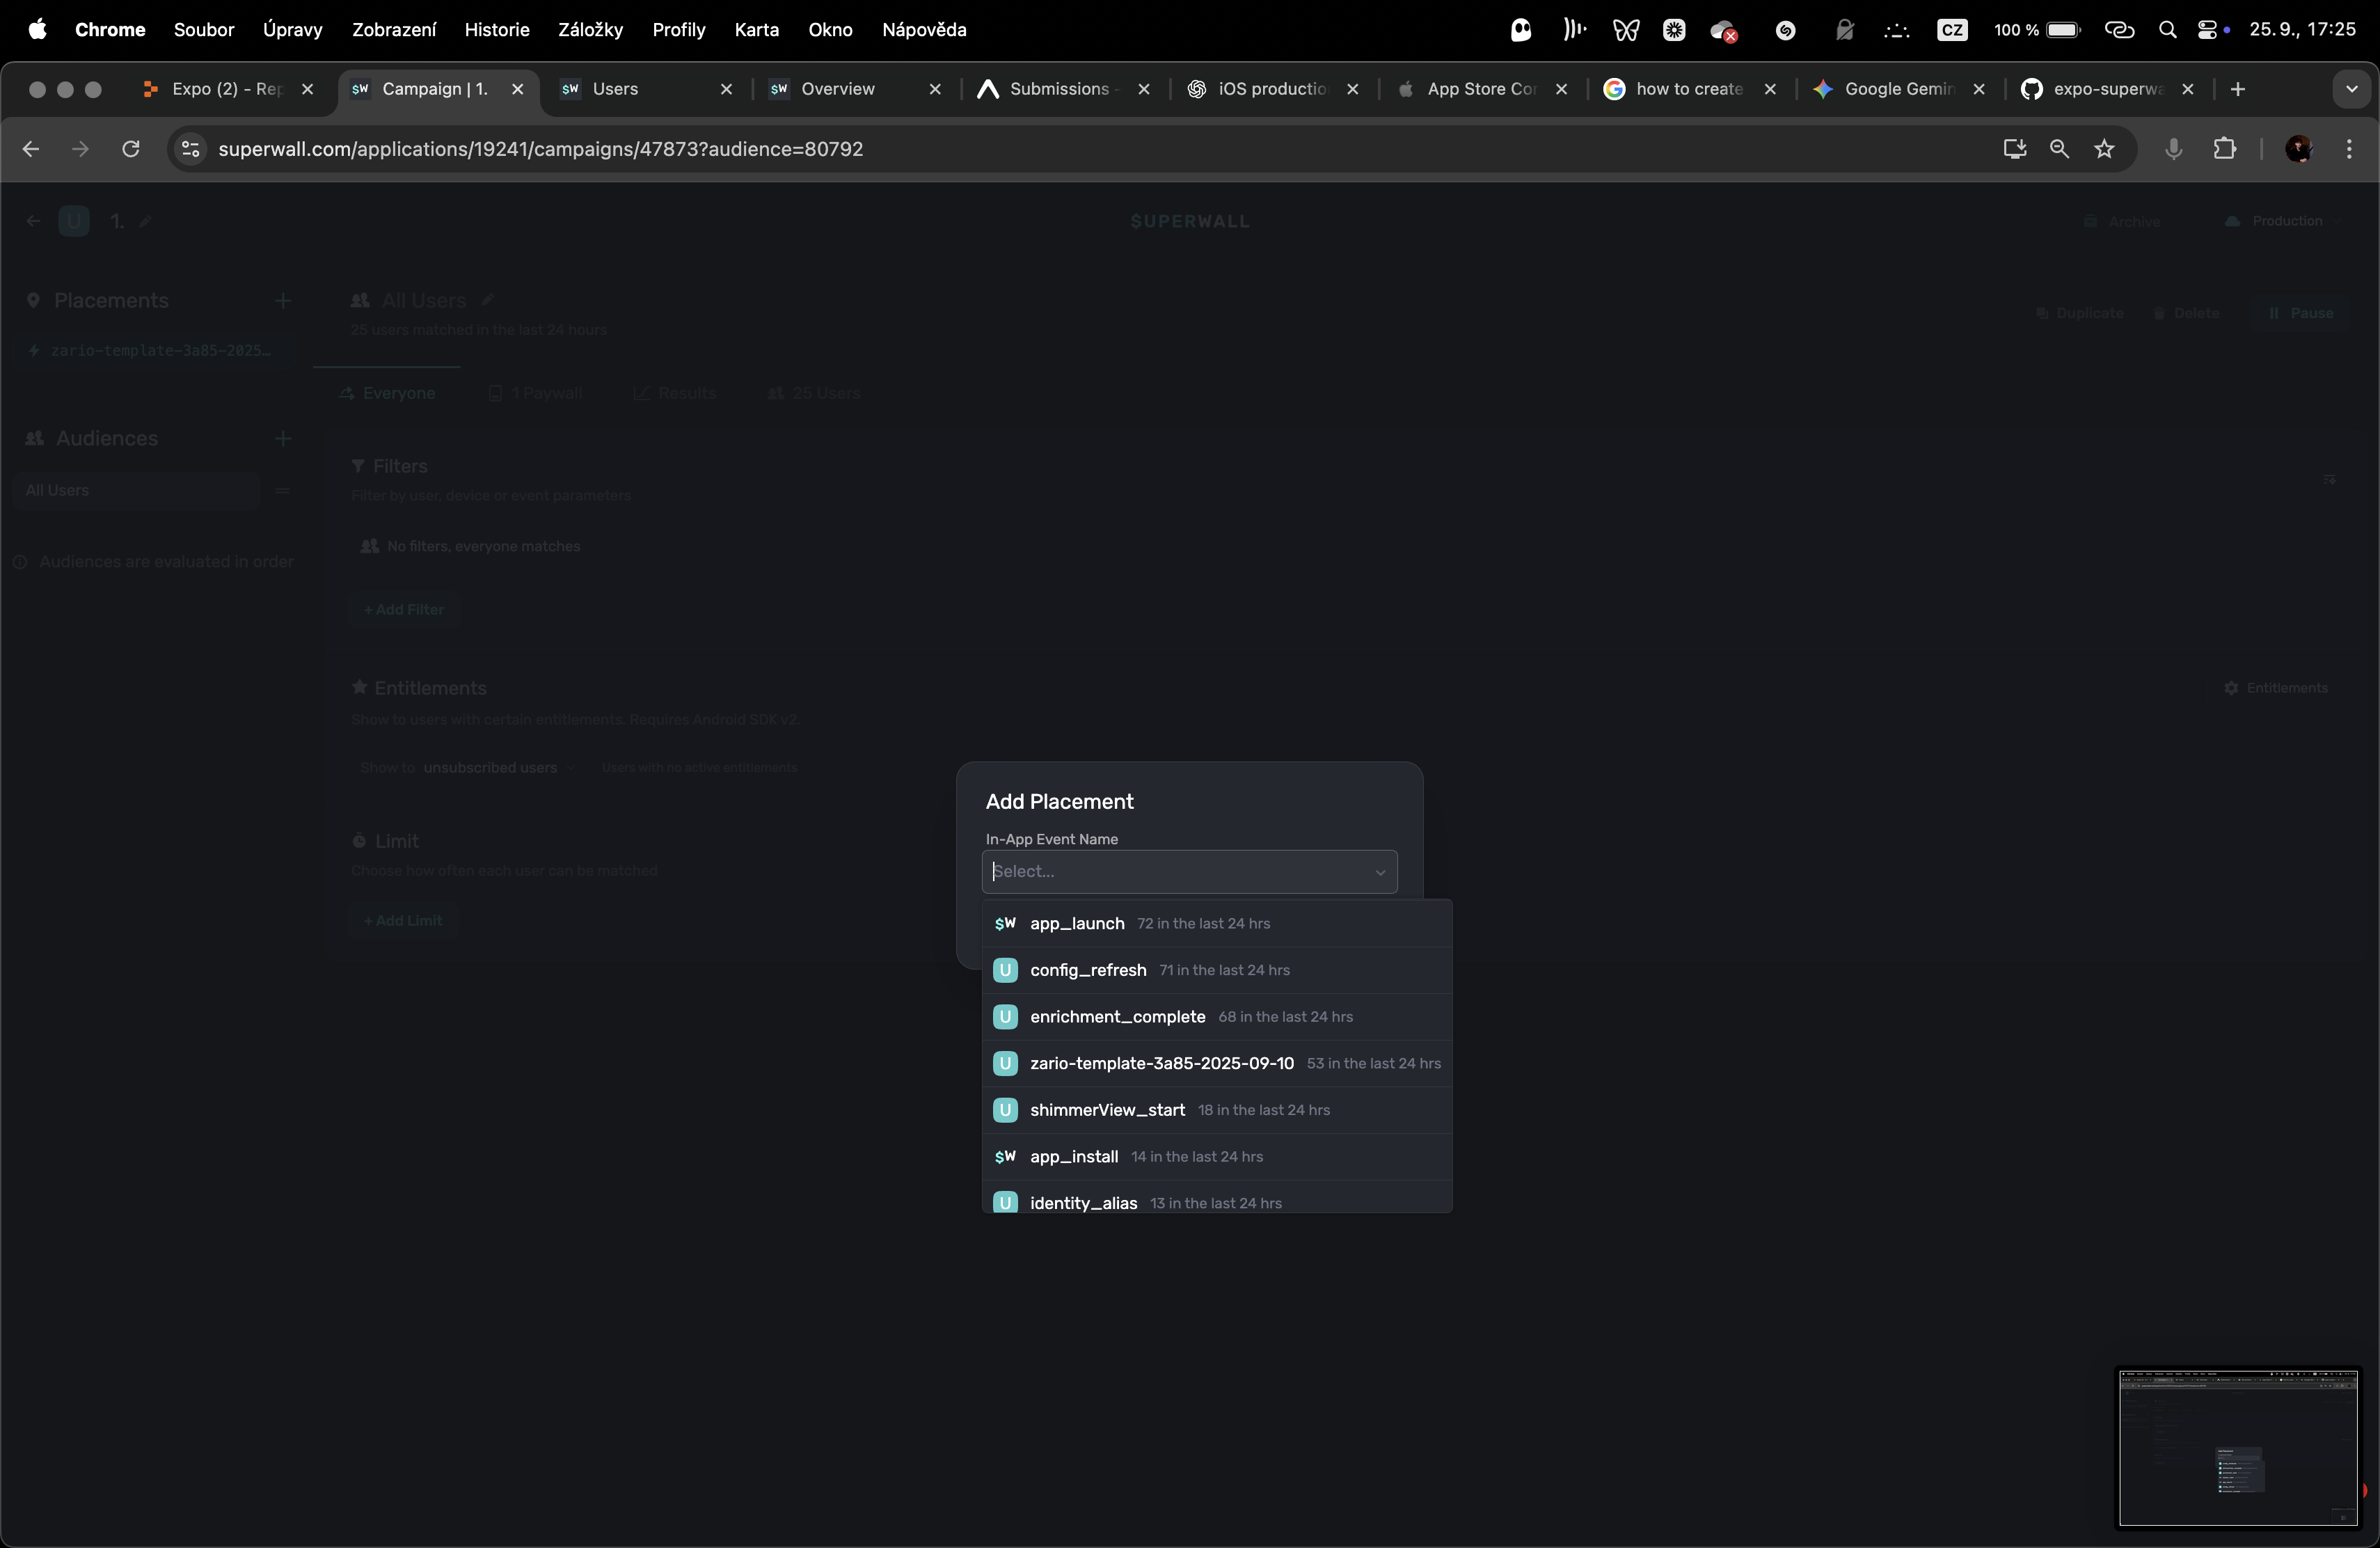 Chrome Soubor Úpravy Zobrazení Historie Záložky Profily Karta Okno Nápověda CZ 100 % 25. 9., 17:25
Expo (2) - Rep $W Campaign | 1. $W Users $W Overview Submissions - iOS productio App Store Con how to create Google Gemin expo-superwa
superwall.com/applications/19241/campaigns/47873?audience=80792
U 1. $UPERWALL Archive Production
Placements
All Users
25 users matched in the last 24 hours
Duplicate Delete Pause
zario-template-3a85-2025...
Everyone 1 Paywall Results 25 Users
Audiences
Filters
Filter by user, device or event parameters
All Users
No filters, everyone matches
Audiences are evaluated in order
+ Add Filter
Entitlements
Entitlements
Show to users with certain entitlements. Requires Android SDK v2.
Show to unsubscribed users Users with no active entitlements
Limit
Choose how often each user can be matched
+ Add Limit
Add Placement
In-App Event Name
Select...
$W app_launch 72 in the last 24 hrs
U config_refresh 71 in the last 24 hrs
U enrichment_complete 68 in the last 24 hrs
U zario-template-3a85-2025-09-10 53 in the last 24 hrs
U shimmerView_start 18 in the last 24 hrs
$W app_install 14 in the last 24 hrs
U identity_alias 13 in the last 24 hrs